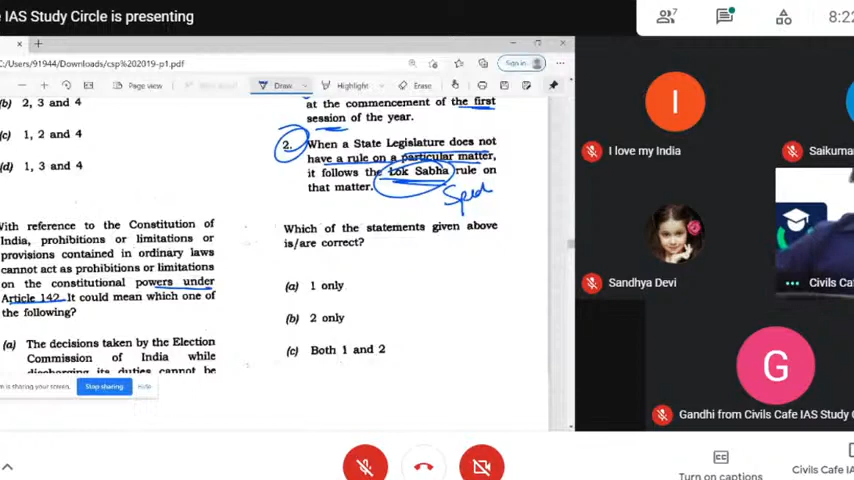 e IAS Study Circle is presenting
7
8:22
C:/Users/91944/Downloads/csp%202019-p1.pdf
Sign in
Page view
Draw
Highlight
Erase
(b) 2, 3 and 4
(c) 1, 2 and 4
(d) 1, 3 and 4
With reference to the Constitution of
India, prohibitions or limitations or
provisions contained in ordinary laws
cannot act as prohibitions or limitations
on the constitutional powers under
Article 142. It could mean which one of
the following?
(a) The decisions taken by the Election
Commission of India while
discharging its duties cannot be
at the commencement of the first
session of the year.
2. When a State Legislature does not
have a rule on a particular matter,
it follows the Lok Sabha rule on
that matter.
Which of the statements given above
is/are correct?
(a) 1 only
(b) 2 only
(c) Both 1 and 2
m is sharing your screen.
Stop sharing
Hide
I
I love my India
Saikuma
Sandhya Devi
Civils Cafe
G
Gandhi from Civils Cafe IAS Study C
Turn on captions
Civils Cafe IA